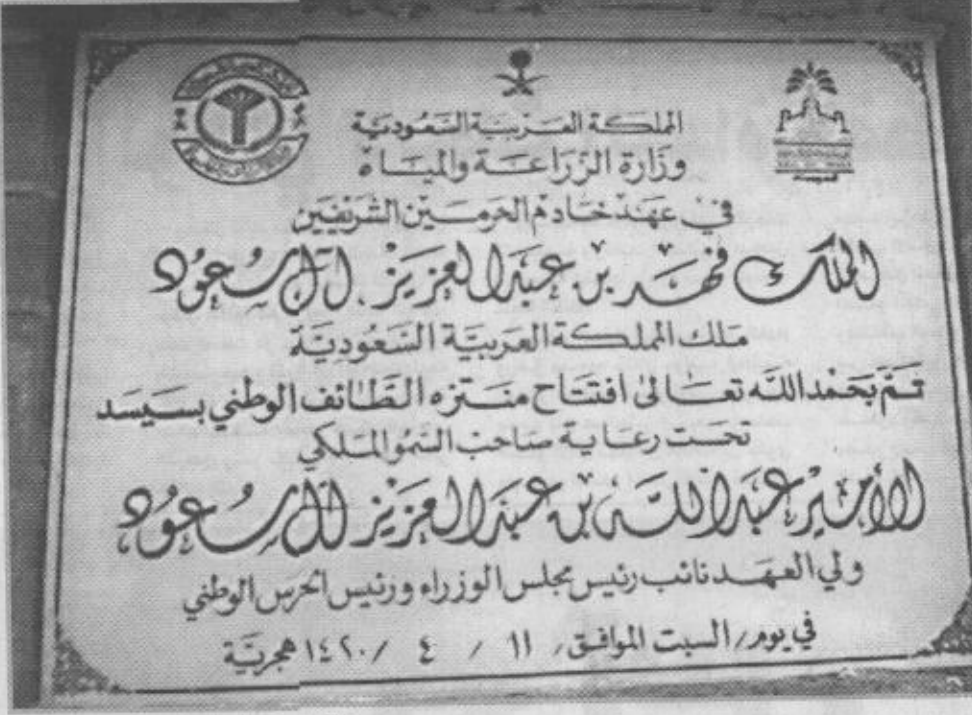 المملكة العربية السعودية
وزارة الزراعة والمياه
في عهد خادم الحرمين الشريفين
الملك فهد بن عبدالعزيز آل سعود
ملك المملكة العربية السعودية
تم بحمد الله تعالى افتتاح منتزه الطائف الوطني بسيسد
تحت رعاية صاحب السمو الملكي
الأمير عبدالله بن عبدالعزيز آل سعود
ولي العهد نائب رئيس مجلس الوزراء ورئيس الحرس الوطني
في يوم/ السبت الموافق/ ١١ / ٤ / ١٤٢٠ هجرية